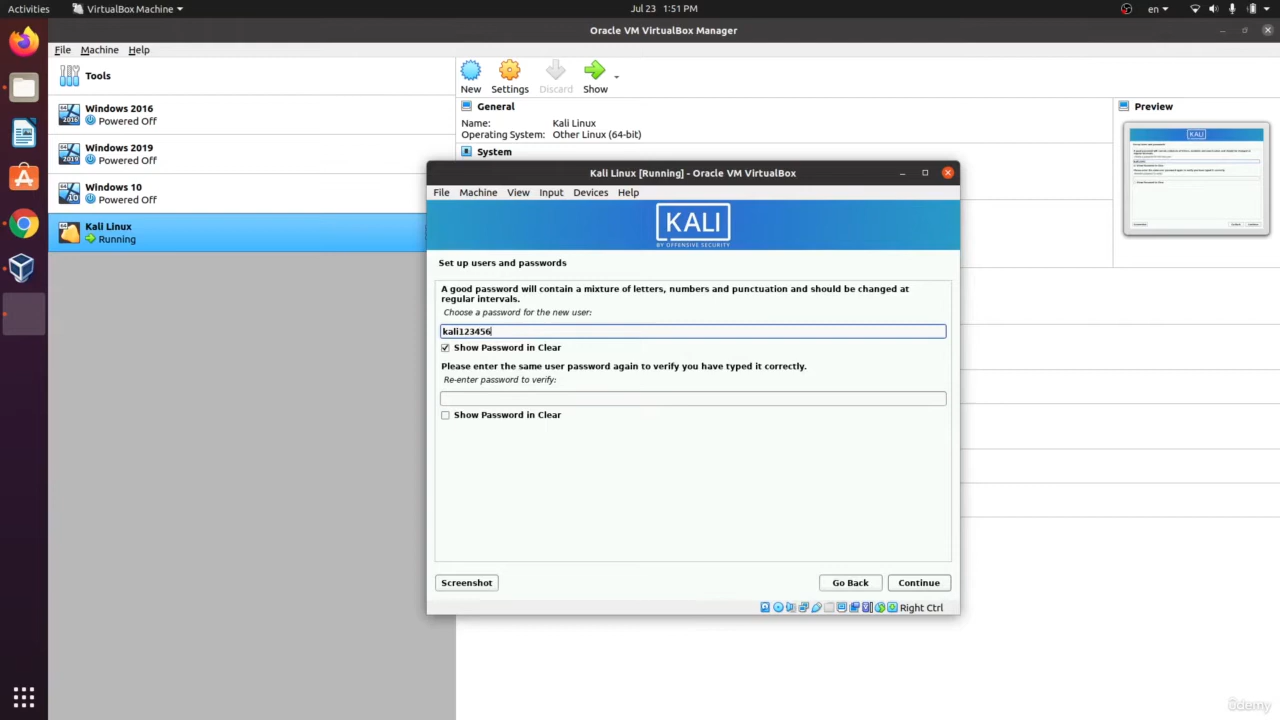 Activities
VirtualBox Machine
Jul 23 1:51 PM
en
Oracle VM VirtualBox Manager
File Machine Help
Tools
New
Settings
Discard
Show
Windows 2016
Powered Off
Windows 2019
Powered Off
Windows 10
Powered Off
Kali Linux
Running
General
Name: Kali Linux
Operating System: Other Linux (64-bit)
System
Preview
Kali Linux [Running] - Oracle VM VirtualBox
File Machine View Input Devices Help
KALI
BY OFFENSIVE SECURITY
Set up users and passwords
A good password will contain a mixture of letters, numbers and punctuation and should be changed at
regular intervals.
Choose a password for the new user:
kali123456
Show Password in Clear
Please enter the same user password again to verify you have typed it correctly.
Re-enter password to verify:
Show Password in Clear
Screenshot
Go Back
Continue
Right Ctrl
ûdemy